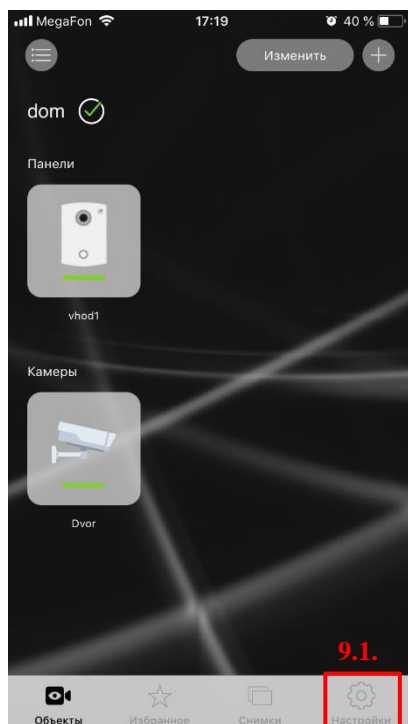 MegaFon 17:19 40 %
Изменить
dom
Панели
vhod1
Камеры
Dvor
9.1.
Объекты Избранное Снимки Настройки